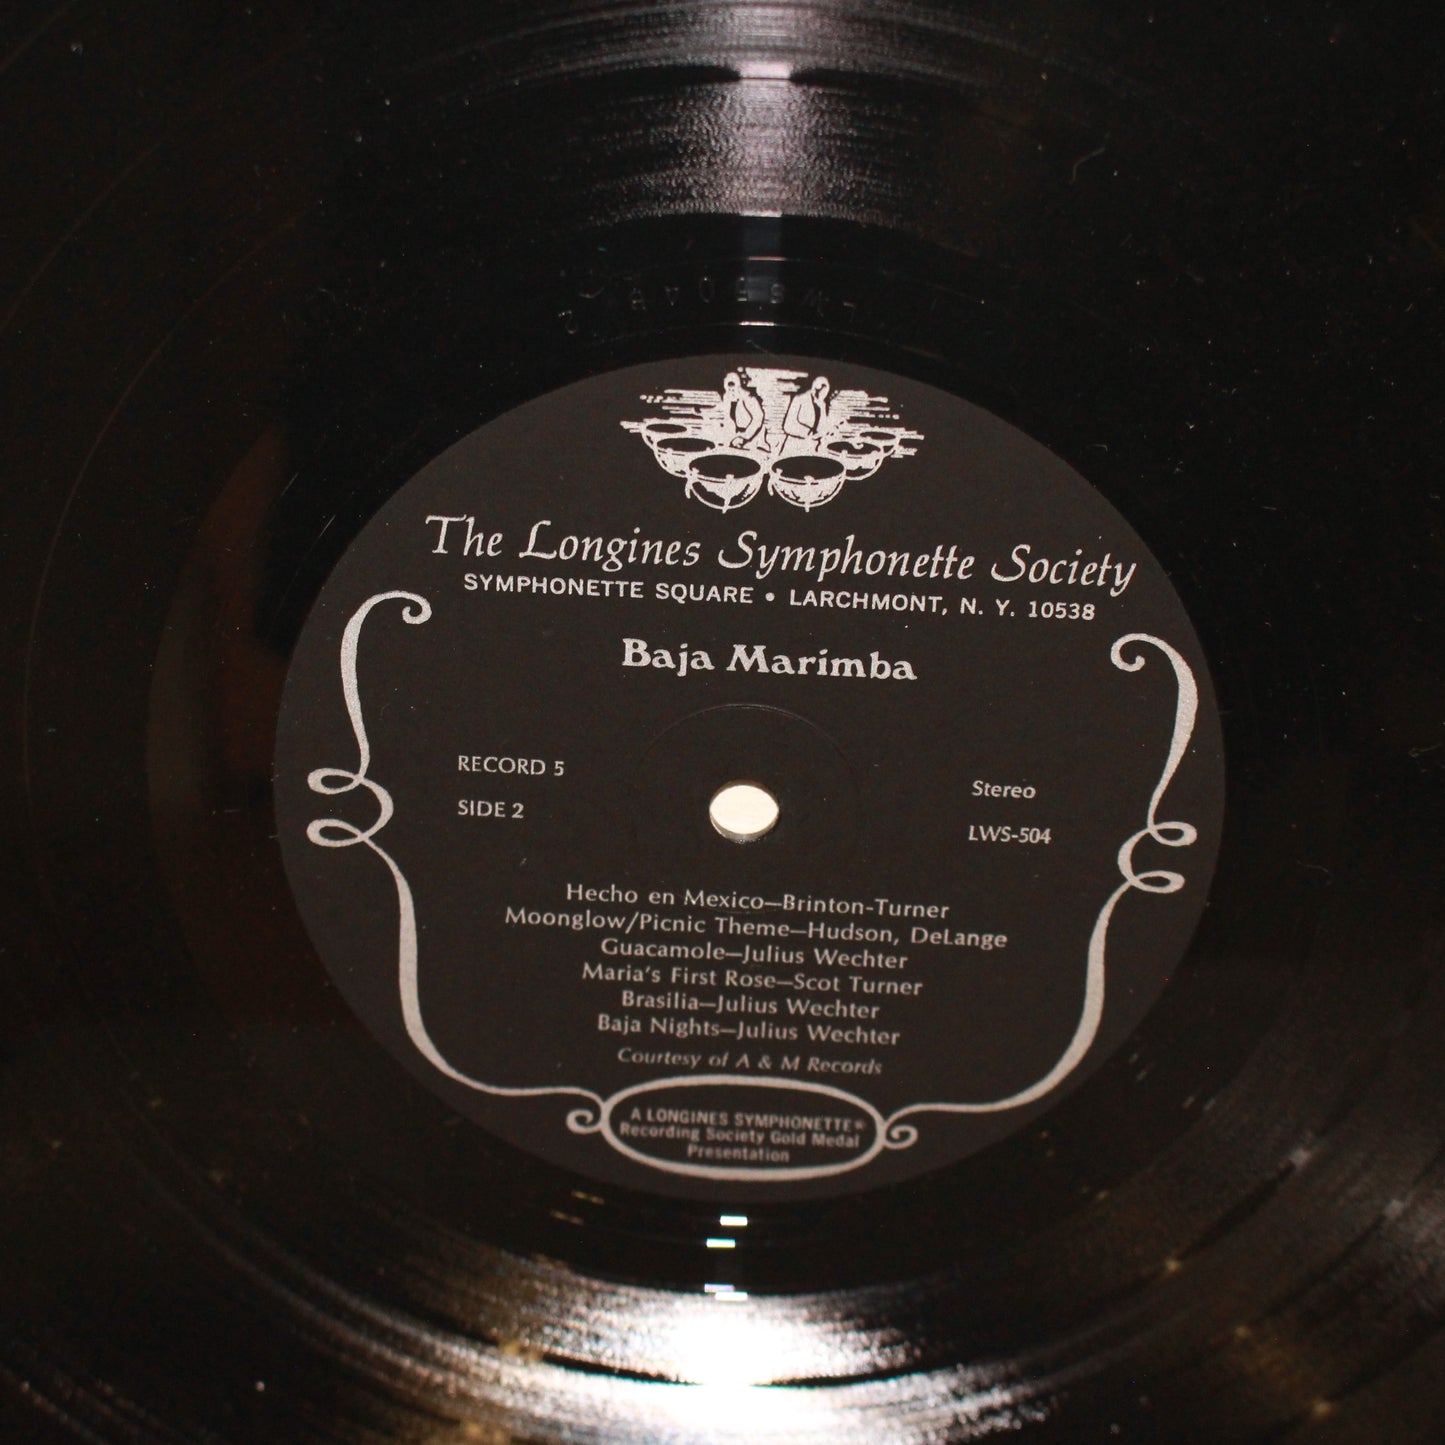 The Longines Symphonette Society
SYMPHONETTE SQUARE • LARCHMONT, N. Y. 10538
Baja Marimba
RECORD 5
Stereo
SIDE 2
LWS-504
Hecho en Mexico—Brinton-Turner
Moonglow/Picnic Theme—Hudson, DeLange
Guacamole—Julius Wechter
Maria's First Rose—Scot Turner
Brasilia—Julius Wechter
Baja Nights—Julius Wechter
Courtesy of A & M Records
A LONGINES SYMPHONETTE®
Recording Society Gold Medal
Presentation